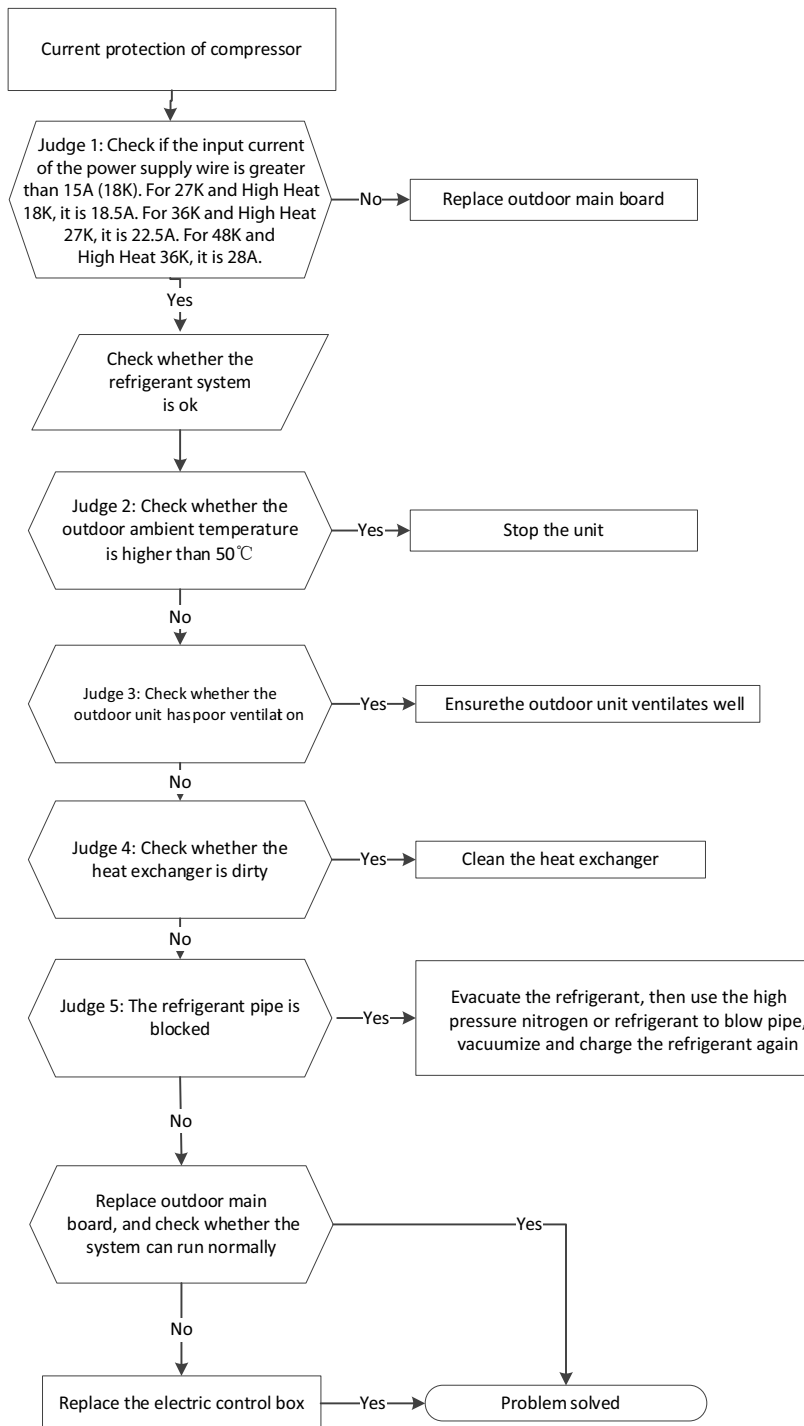 Current protection of compressor
Judge 1: Check if the input current
of the power supply wire is greater
than 15A (18K). For 27K and High Heat
18K, it is 18.5A. For 36K and High Heat
27K, it is 22.5A. For 48K and
High Heat 36K, it is 28A.
No
Replace outdoor main board
Yes
Check whether the
refrigerant system
is ok
Judge 2: Check whether the
outdoor ambient temperature
is higher than 50℃
Yes
Stop the unit
No
Judge 3: Check whether the
outdoor unit has poor ventilat on
Yes
Ensurethe outdoor unit ventilates well
No
Judge 4: Check whether the
heat exchanger is dirty
Yes
Clean the heat exchanger
No
Judge 5: The refrigerant pipe is
blocked
Yes
Evacuate the refrigerant, then use the high
pressure nitrogen or refrigerant to blow pipe,
vacuumize and charge the refrigerant again
No
Replace outdoor main
board, and check whether the
system can run normally
Yes
No
Replace the electric control box
Yes
Problem solved